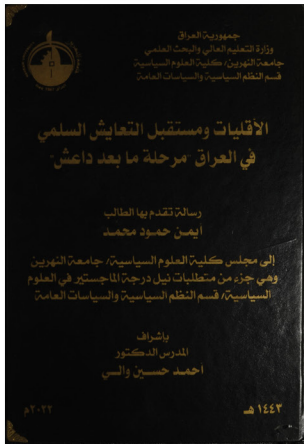 جمهورية العراق
وزارة التعليم العالي والبحث العلمي
جامعة النهرين/ كلية العلوم السياسية
قسم النظم السياسية والسياسات العامة
الأقليات ومستقبل التعايش السلمي
في العراق "مرحلة ما بعد داعش"
رسالة تقدم بها الطالب
أيمن حمود محمد
إلى مجلس كلية العلوم السياسية/ جامعة النهرين
وهي جزء من متطلبات نيل درجة الماجستير في العلوم
السياسية/ قسم النظم السياسية والسياسات العامة
بإشراف
المدرس الدكتور
احمد حسين والي
١٤٤٣ هـ
٢٠٢٢م